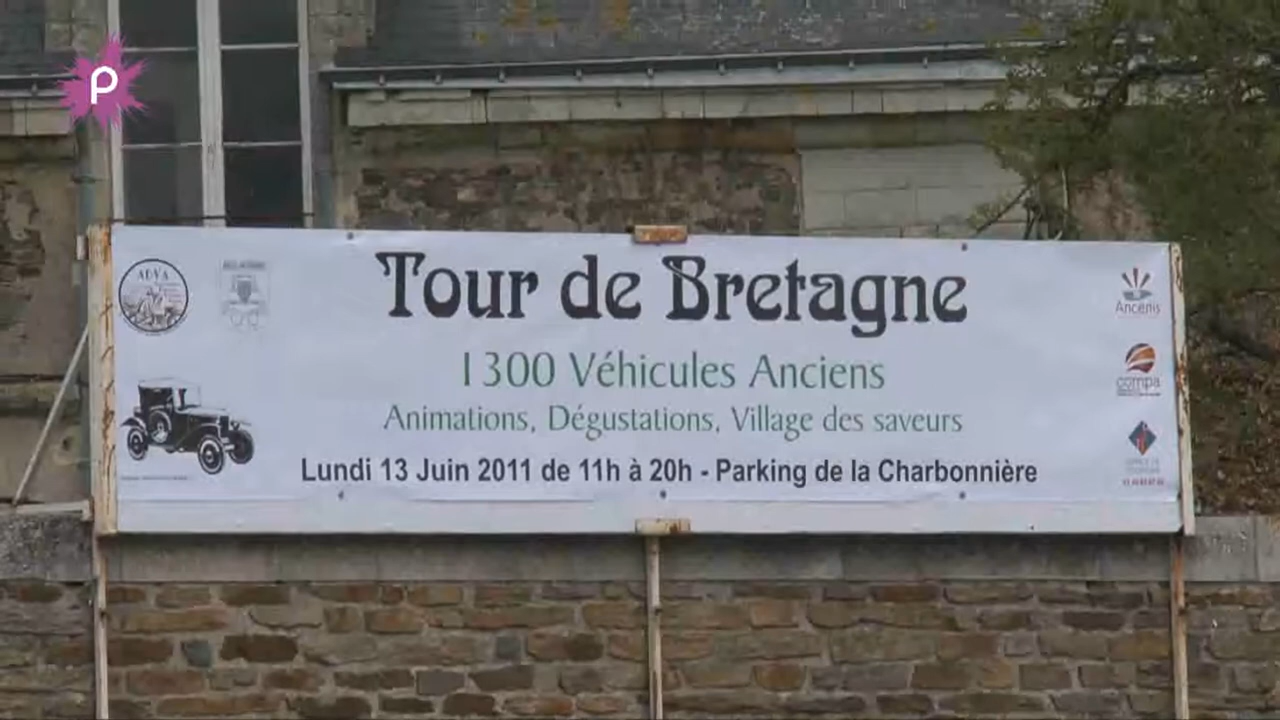 P
ADVA
Tour de Bretagne
1300 Véhicules Anciens
Animations, Dégustations, Village des saveurs
Lundi 13 Juin 2011 de 11h à 20h - Parking de la Charbonnière
Ancenis
compa